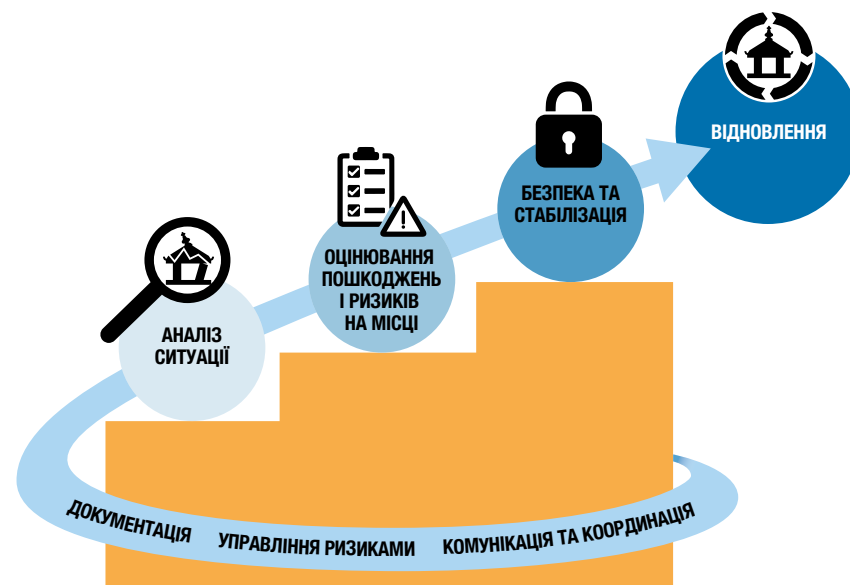 АНАЛІЗ
СИТУАЦІЇ
ОЦІНЮВАННЯ
ПОШКОДЖЕНЬ
І РИЗИКІВ
НА МІСЦІ
БЕЗПЕКА ТА
СТАБІЛІЗАЦІЯ
ВІДНОВЛЕННЯ
ДОКУМЕНТАЦІЯ
УПРАВЛІННЯ РИЗИКАМИ
КОМУНІКАЦІЯ ТА КООРДИНАЦІЯ